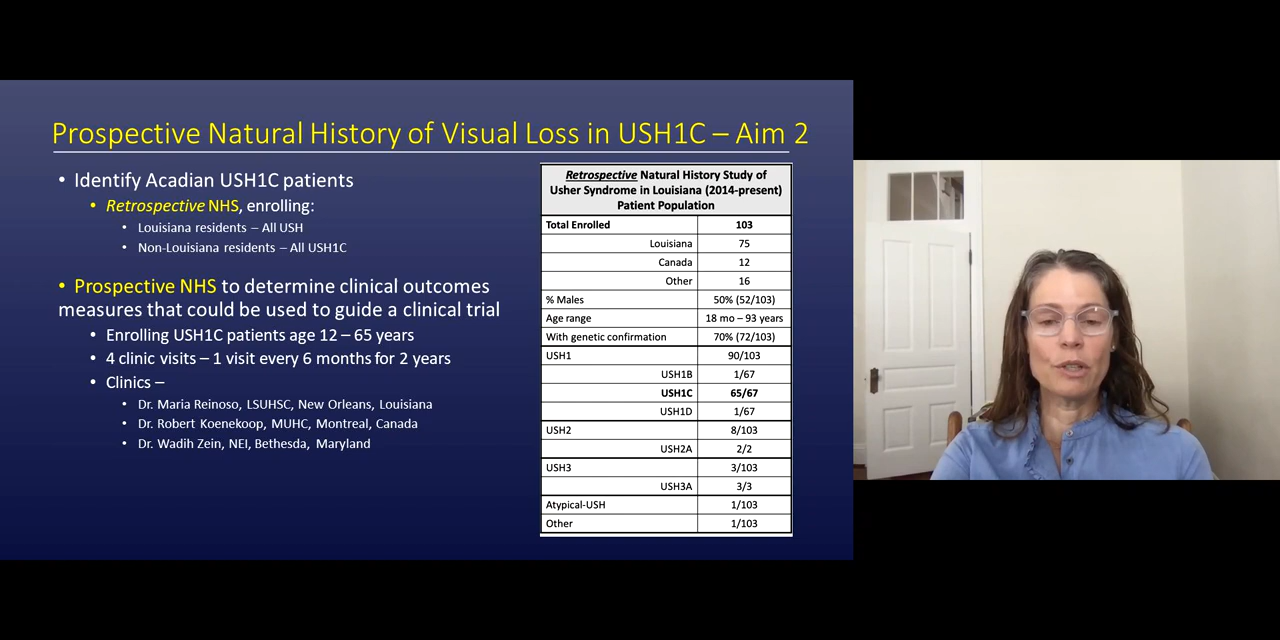 Prospective Natural History of Visual Loss in USH1C – Aim 2
• Identify Acadian USH1C patients
• Retrospective NHS, enrolling:
• Louisiana residents – All USH
• Non-Louisiana residents – All USH1C
• Prospective NHS to determine clinical outcomes
measures that could be used to guide a clinical trial
• Enrolling USH1C patients age 12 – 65 years
• 4 clinic visits – 1 visit every 6 months for 2 years
• Clinics –
• Dr. Maria Reinoso, LSUHSC, New Orleans, Louisiana
• Dr. Robert Koenekoop, MUHC, Montreal, Canada
• Dr. Wadih Zein, NEI, Bethesda, Maryland
Retrospective Natural History Study of
Usher Syndrome in Louisiana (2014-present)
Patient Population
Total Enrolled 103
Louisiana 75
Canada 12
Other 16
% Males 50% (52/103)
Age range 18 mo – 93 years
With genetic confirmation 70% (72/103)
USH1 90/103
USH1B 1/67
USH1C 65/67
USH1D 1/67
USH2 8/103
USH2A 2/2
USH3 3/103
USH3A 3/3
Atypical-USH 1/103
Other 1/103